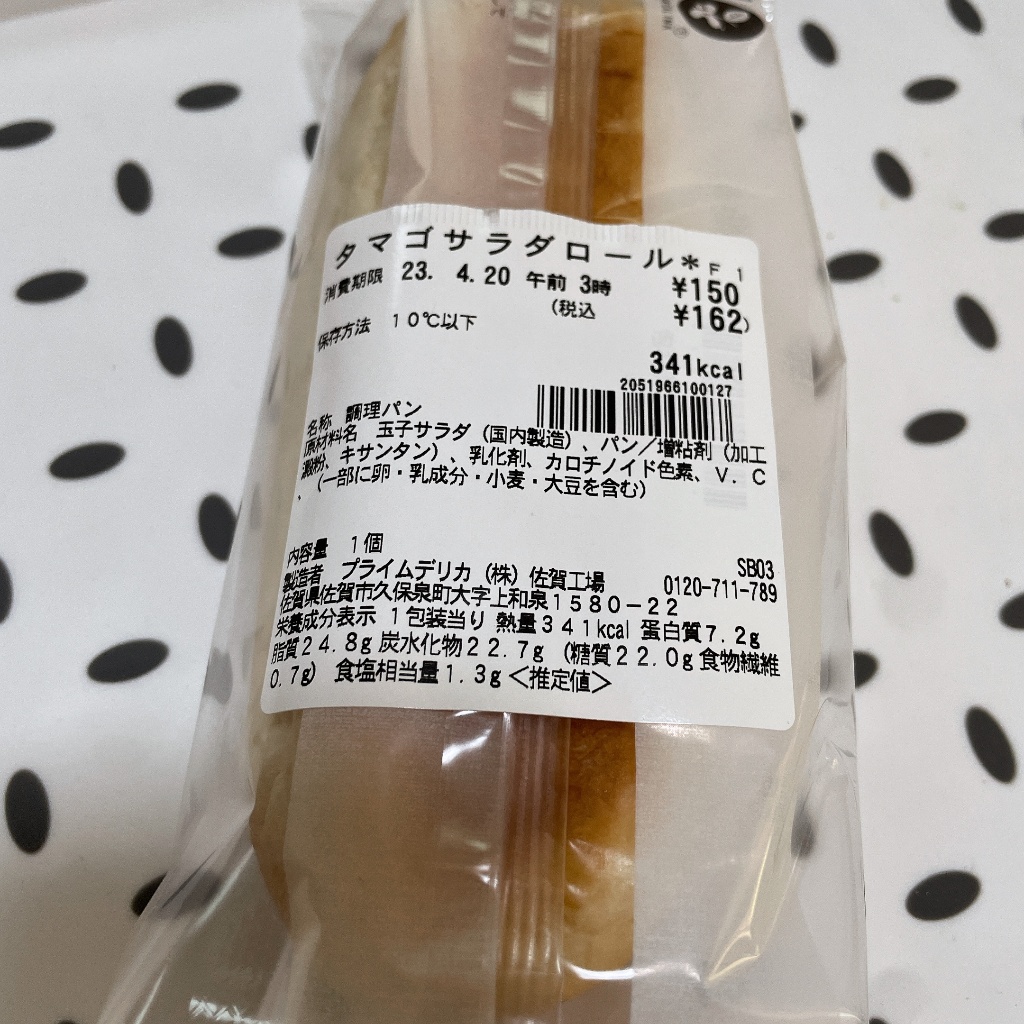 タマゴサラダロール＊F1
消費期限 23. 4.20 午前 3時 ¥150
(税込 ¥162)
保存方法 10℃以下
341kcal
2051966100127
名称 調理パン
原材料名 玉子サラダ（国内製造）、パン／増粘剤（加工
澱粉、キサンタン）、乳化剤、カロチノイド色素、V．C
、（一部に卵・乳成分・小麦・大豆を含む）
内容量 1個 SB03
製造者 プライムデリカ（株）佐賀工場 0120-711-789
佐賀県佐賀市久保泉町大字上和泉1580-22
栄養成分表示 1包装当り 熱量341kcal 蛋白質7.2g
脂質24.8g 炭水化物22.7g （糖質22.0g 食物繊維
0.7g） 食塩相当量1.3g＜推定値＞